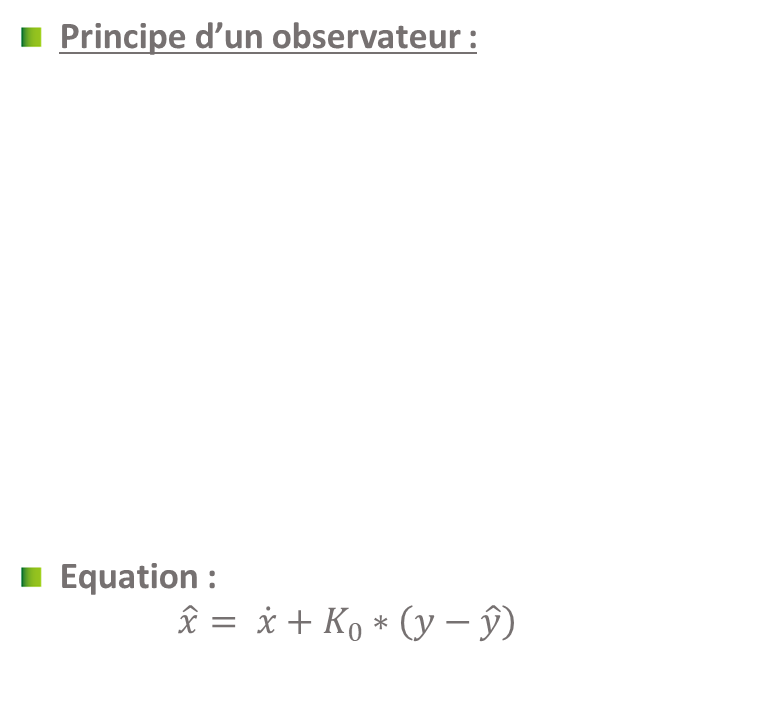 Principe d’un observateur :
Equation :
x̂ = ẋ + K₀ * (y − ŷ)